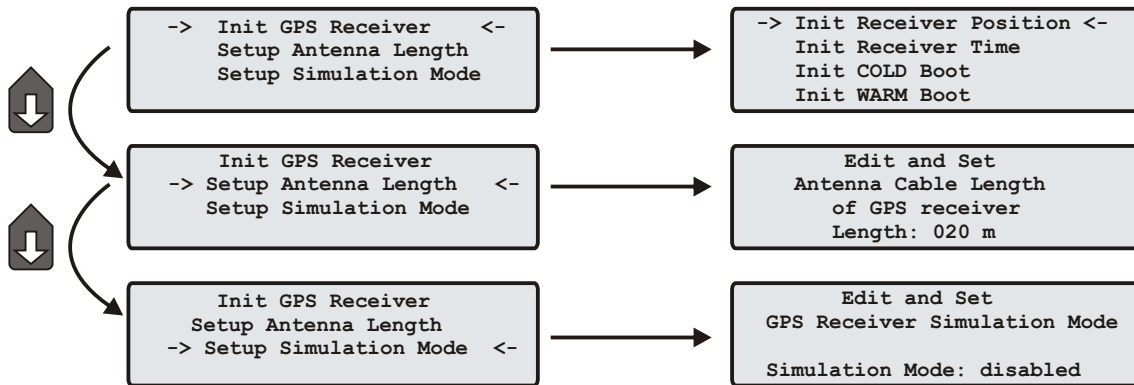 -> Init GPS Receiver <-
Setup Antenna Length
Setup Simulation Mode
-> Init Receiver Position <-
Init Receiver Time
Init COLD Boot
Init WARM Boot
Init GPS Receiver
-> Setup Antenna Length <-
Setup Simulation Mode
Edit and Set
Antenna Cable Length
of GPS receiver
Length: 020 m
Init GPS Receiver
Setup Antenna Length
-> Setup Simulation Mode <-
Edit and Set
GPS Receiver Simulation Mode
Simulation Mode: disabled